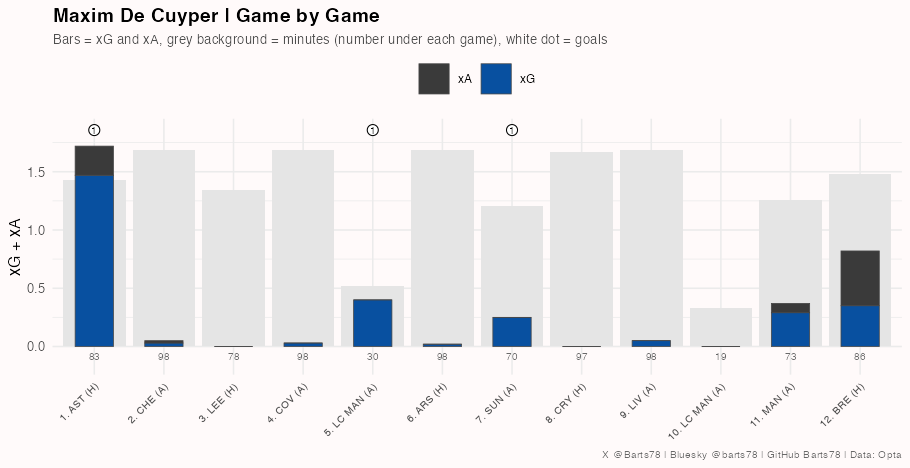 Maxim De Cuyper | Game by Game
Bars = xG and xA, grey background = minutes (number under each game), white dot = goals
xA xG
1 1 1
xG + xA
1.5
1.0
0.5
0.0
83 98 78 98 30 98 70 97 98 19 73 86
1. AST (H) 2. CHE (A) 3. LEE (H) 4. COV (A) 5. LC MAN (A) 6. ARS (H) 7. SUN (A) 8. CRY (H) 9. LIV (A) 10. LC MAN (A) 11. MAN (A) 12. BRE (H)
X @Barts78 | Bluesky @barts78 | GitHub Barts78 | Data: Opta